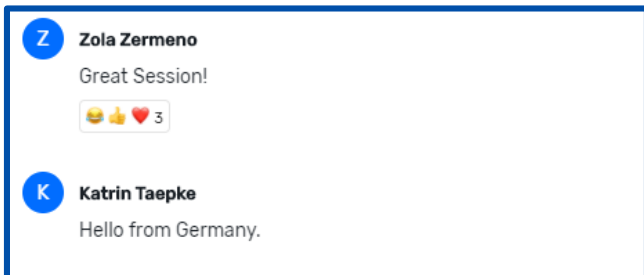 Z
Zola Zermeno
Great Session!
😂👍❤️ 3
K
Katrin Taepke
Hello from Germany.